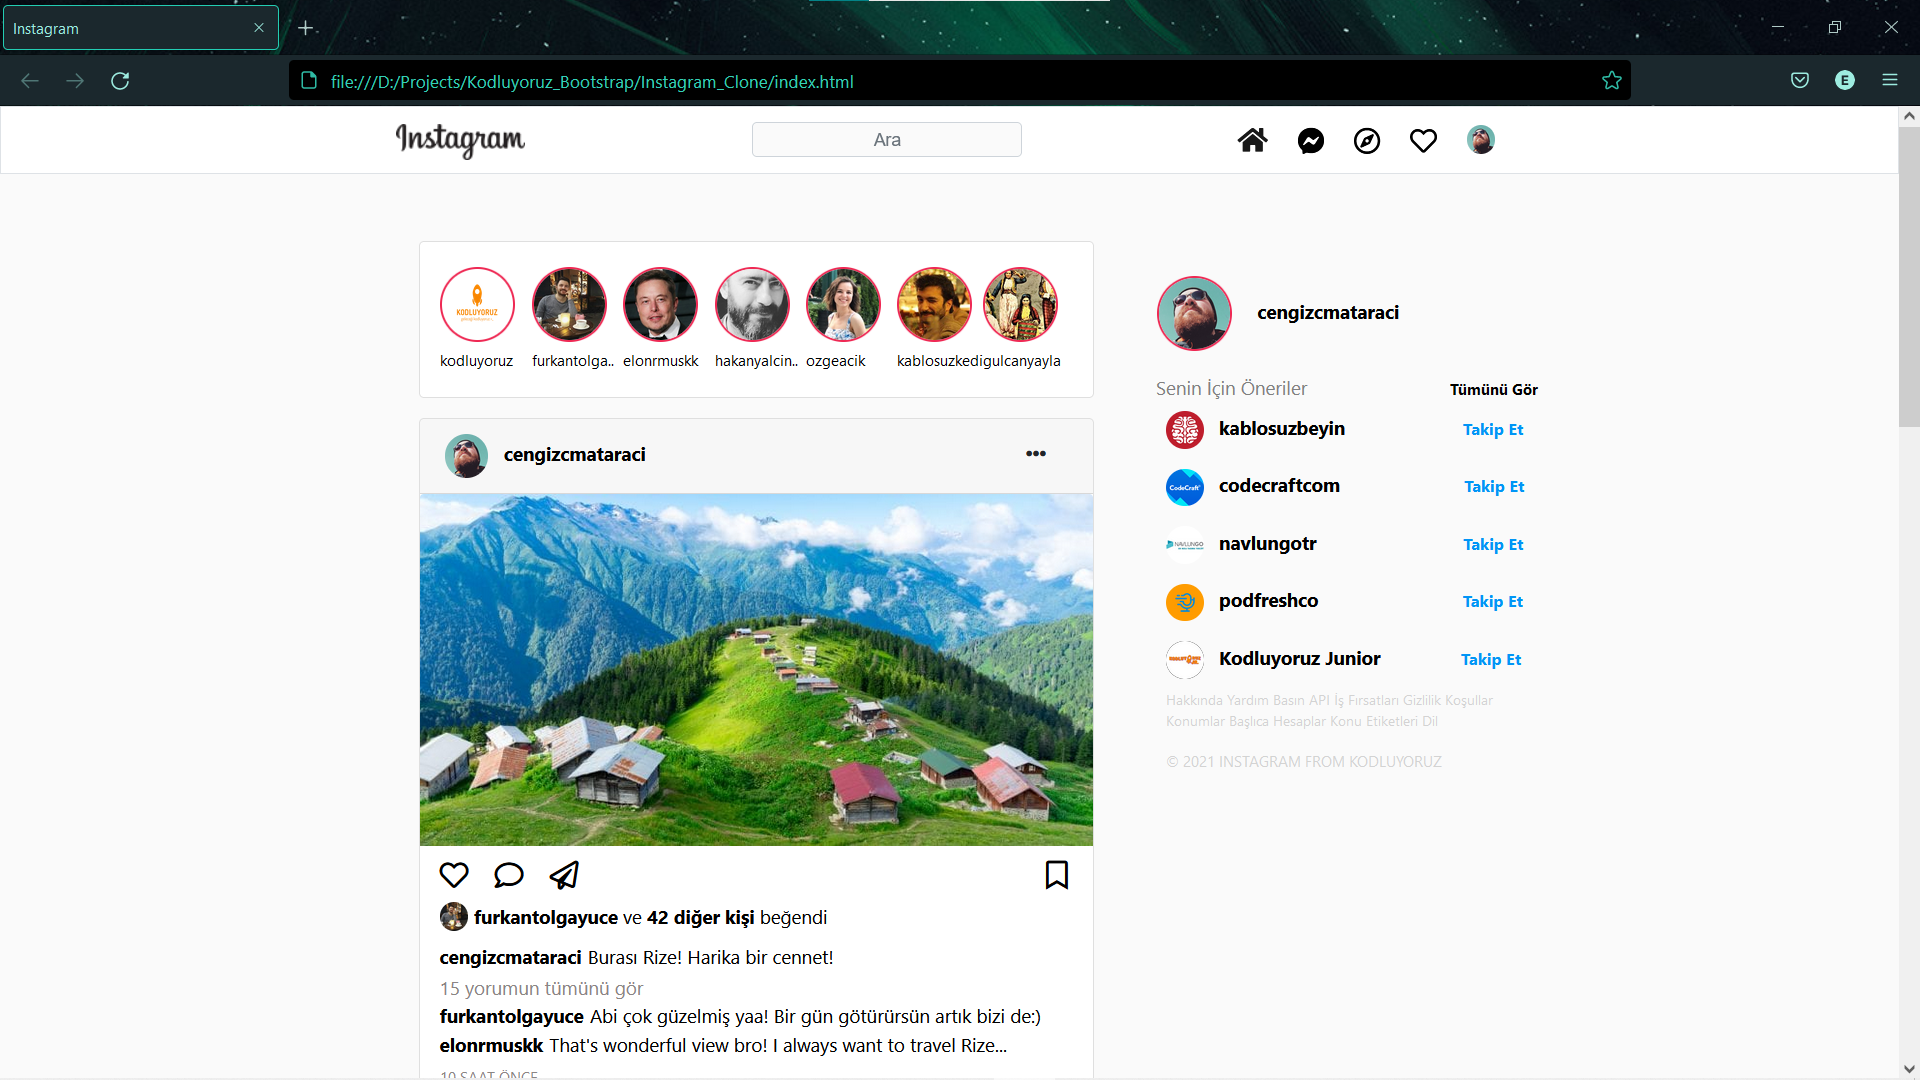 Instagram
file:///D:/Projects/Kodluyoruz_Bootstrap/Instagram_Clone/index.html
E
Instagram
Ara
KODLUYORUZ
kodluyoruz
furkantolga..
elonrmuskk
hakanyalcin..
ozgeacik
kablosuzkedi
gulcanyayla
cengizcmataraci
Senin İçin Öneriler
Tümünü Gör
kablosuzbeyin
Takip Et
CodeCraft
codecraftcom
Takip Et
NAVLUNGO
navlungotr
Takip Et
podfreshco
Takip Et
Kodluyoruz Junior
Takip Et
Hakkında Yardım Basın API İş Fırsatları Gizlilik Koşullar
Konumlar Başlıca Hesaplar Konu Etiketleri Dil
© 2021 INSTAGRAM FROM KODLUYORUZ
cengizcmataraci
furkantolgayuce ve 42 diğer kişi beğendi
cengizcmataraci Burası Rize! Harika bir cennet!
15 yorumun tümünü gör
furkantolgayuce Abi çok güzelmiş yaa! Bir gün götürürsün artık bizi de:)
elonrmuskk That's wonderful view bro! I always want to travel Rize...
10 SAAT ÖNCE